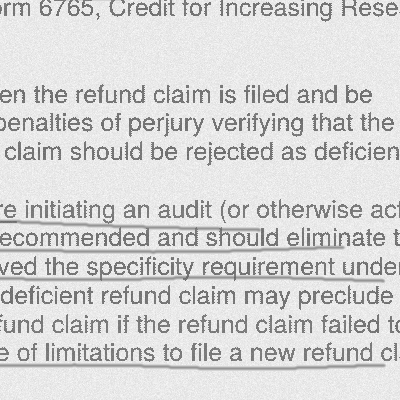 orm 6765, Credit for Increasing Rese
en the refund claim is filed and be
penalties of perjury verifying that the
claim should be rejected as deficien
re initiating an audit (or otherwise act
ecommended and should eliminate t
ved the specificity requirement under
deficient refund claim may preclude
fund claim if the refund claim failed to
e of limitations to file a new refund cl